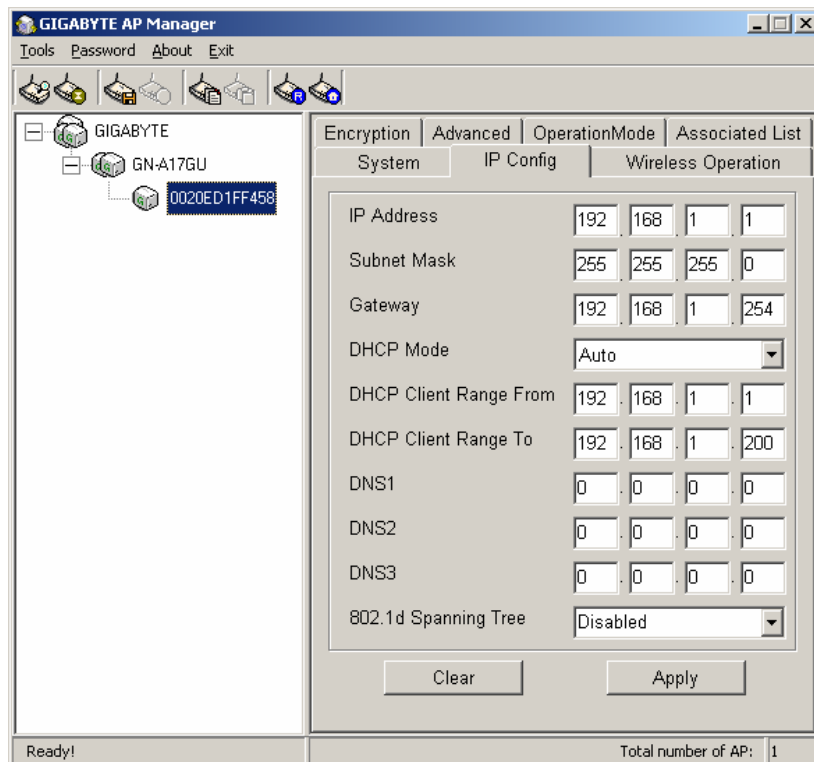 GIGABYTE AP Manager
Tools Password About Exit
GIGABYTE
GN-A17GU
0020ED1FF458
Encryption Advanced OperationMode Associated List
System IP Config Wireless Operation
IP Address 192 . 168 . 1 . 1
Subnet Mask 255 . 255 . 255 . 0
Gateway 192 . 168 . 1 . 254
DHCP Mode Auto
DHCP Client Range From 192 . 168 . 1 . 1
DHCP Client Range To 192 . 168 . 1 . 200
DNS1 0 . 0 . 0 . 0
DNS2 0 . 0 . 0 . 0
DNS3 0 . 0 . 0 . 0
802.1d Spanning Tree Disabled
Clear Apply
Ready! Total number of AP: 1